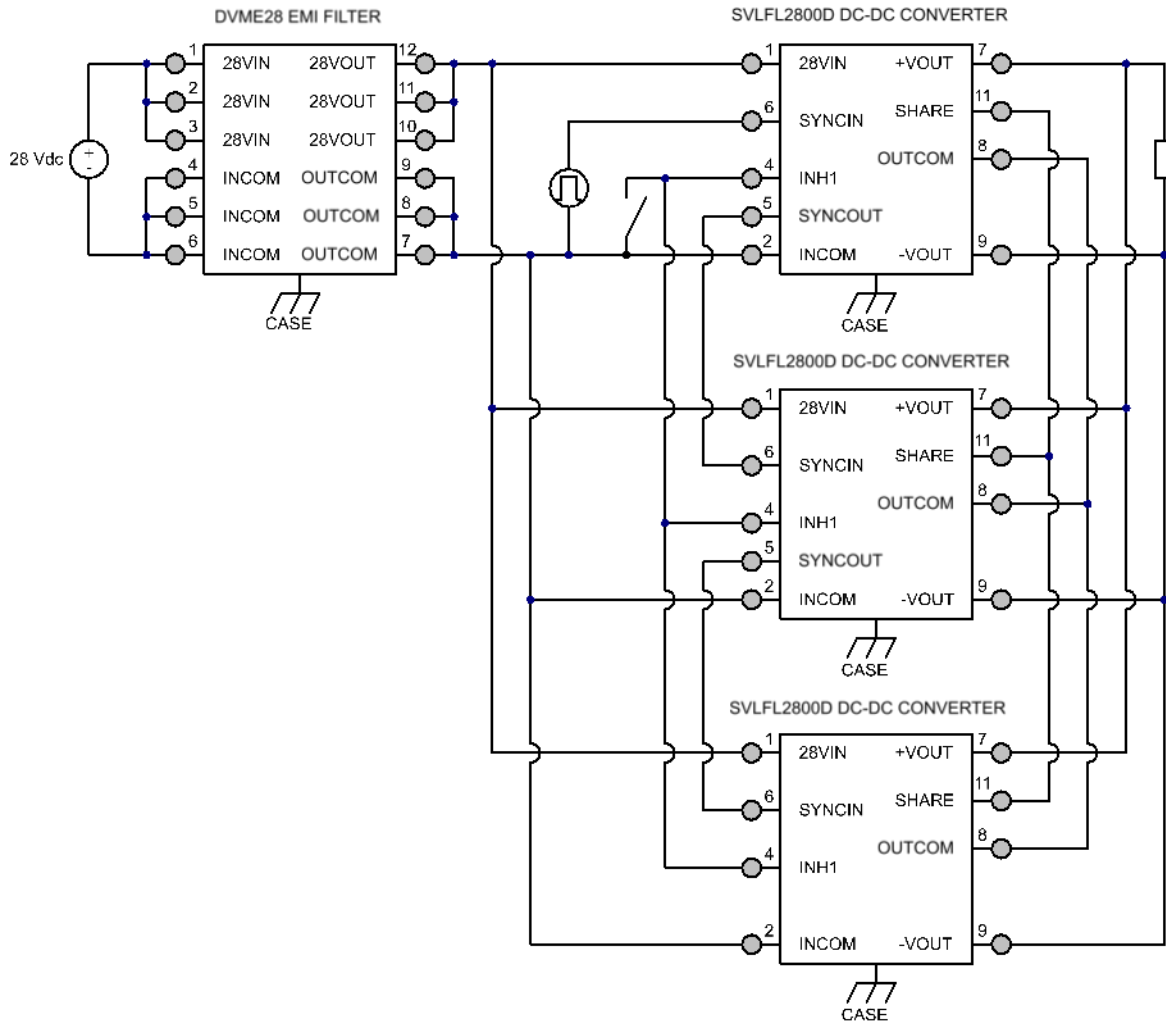 DVME28 EMI FILTER
SVLFL2800D DC-DC CONVERTER
1 28VIN 28VOUT 12
2 28VIN 28VOUT 11
3 28VIN 28VOUT 10
4 INCOM OUTCOM 9
5 INCOM OUTCOM 8
6 INCOM OUTCOM 7
28 Vdc
+
-
CASE
1 28VIN +VOUT 7
SHARE 11
6 SYNCIN
OUTCOM 8
4 INH1
5 SYNCOUT
2 INCOM -VOUT 9
CASE
SVLFL2800D DC-DC CONVERTER
1 28VIN +VOUT 7
SHARE 11
6 SYNCIN
OUTCOM 8
4 INH1
5 SYNCOUT
2 INCOM -VOUT 9
CASE
SVLFL2800D DC-DC CONVERTER
1 28VIN +VOUT 7
SHARE 11
6 SYNCIN
OUTCOM 8
4 INH1
2 INCOM -VOUT 9
CASE